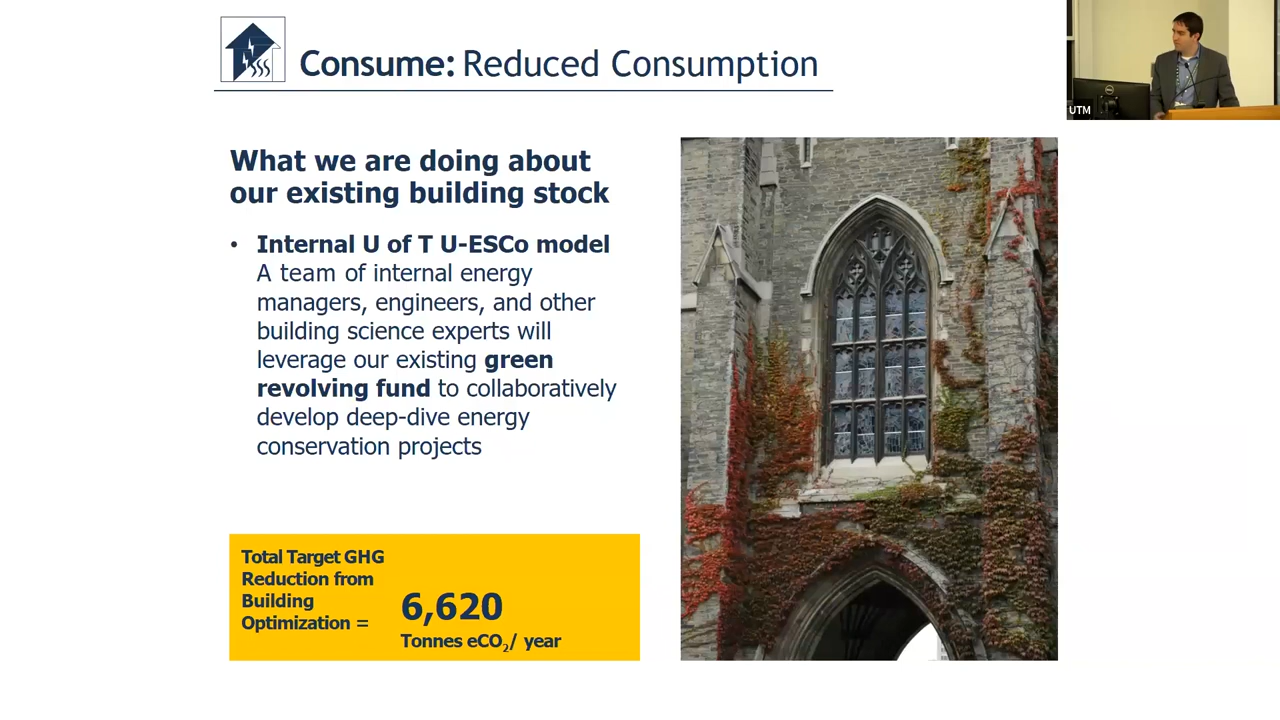 Consume: Reduced Consumption
UTM
DELL
What we are doing about
our existing building stock
• Internal U of T U-ESCo model
A team of internal energy
managers, engineers, and other
building science experts will
leverage our existing green
revolving fund to collaboratively
develop deep-dive energy
conservation projects
Total Target GHG
Reduction from
Building
Optimization =
6,620
Tonnes eCO₂/ year